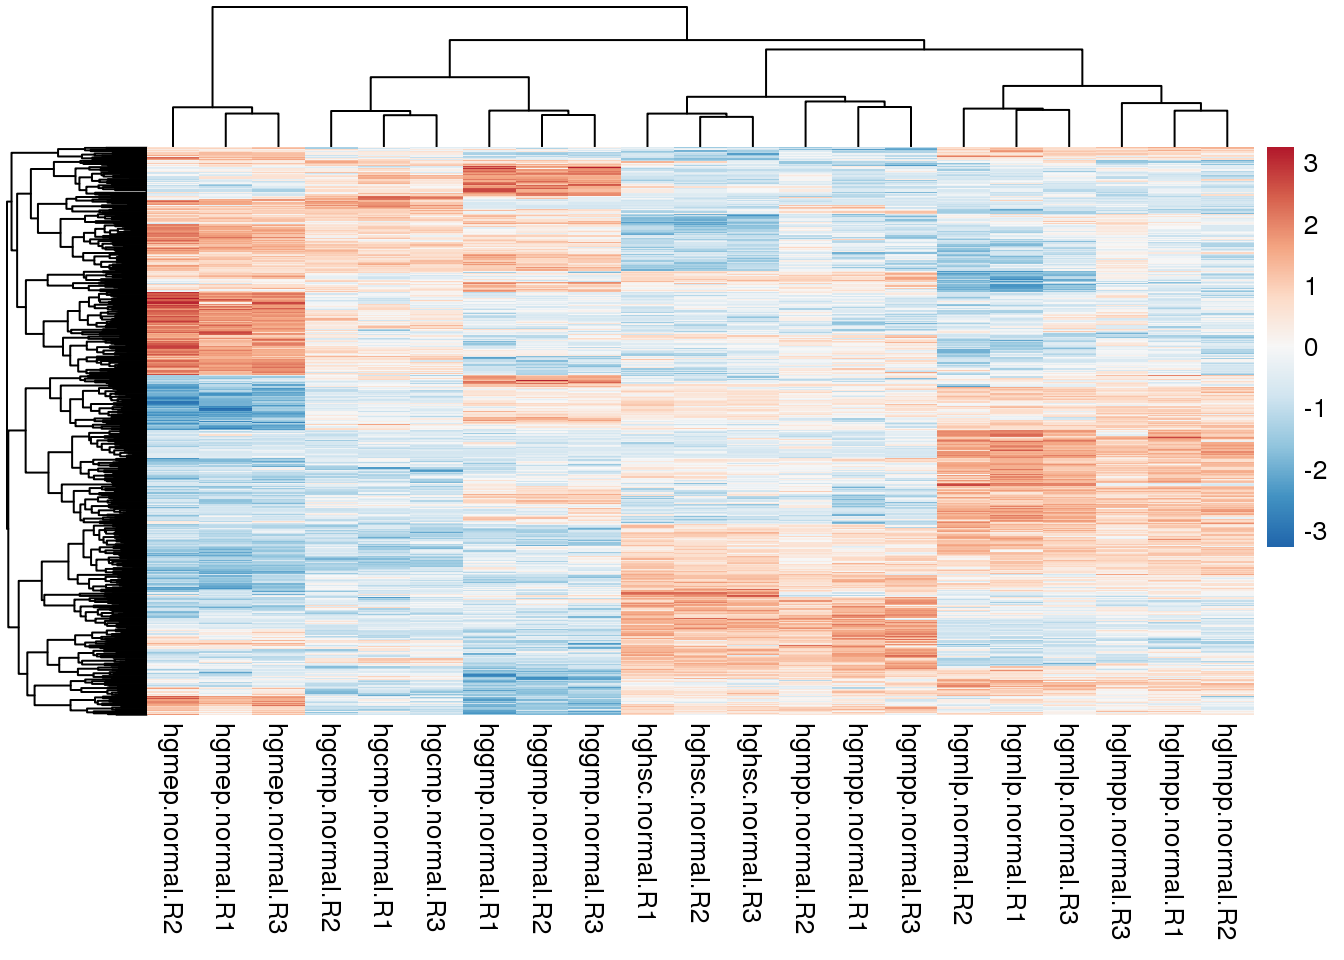 3
2
1
0
-1
-2
-3
hgmep.normal.R2
hgmep.normal.R1
hgmep.normal.R3
hgcmp.normal.R2
hgcmp.normal.R1
hgcmp.normal.R3
hggmp.normal.R1
hggmp.normal.R2
hggmp.normal.R3
hghsc.normal.R1
hghsc.normal.R2
hghsc.normal.R3
hgmpp.normal.R2
hgmpp.normal.R1
hgmpp.normal.R3
hgmlp.normal.R2
hgmlp.normal.R1
hgmlp.normal.R3
hglmpp.normal.R3
hglmpp.normal.R1
hglmpp.normal.R2